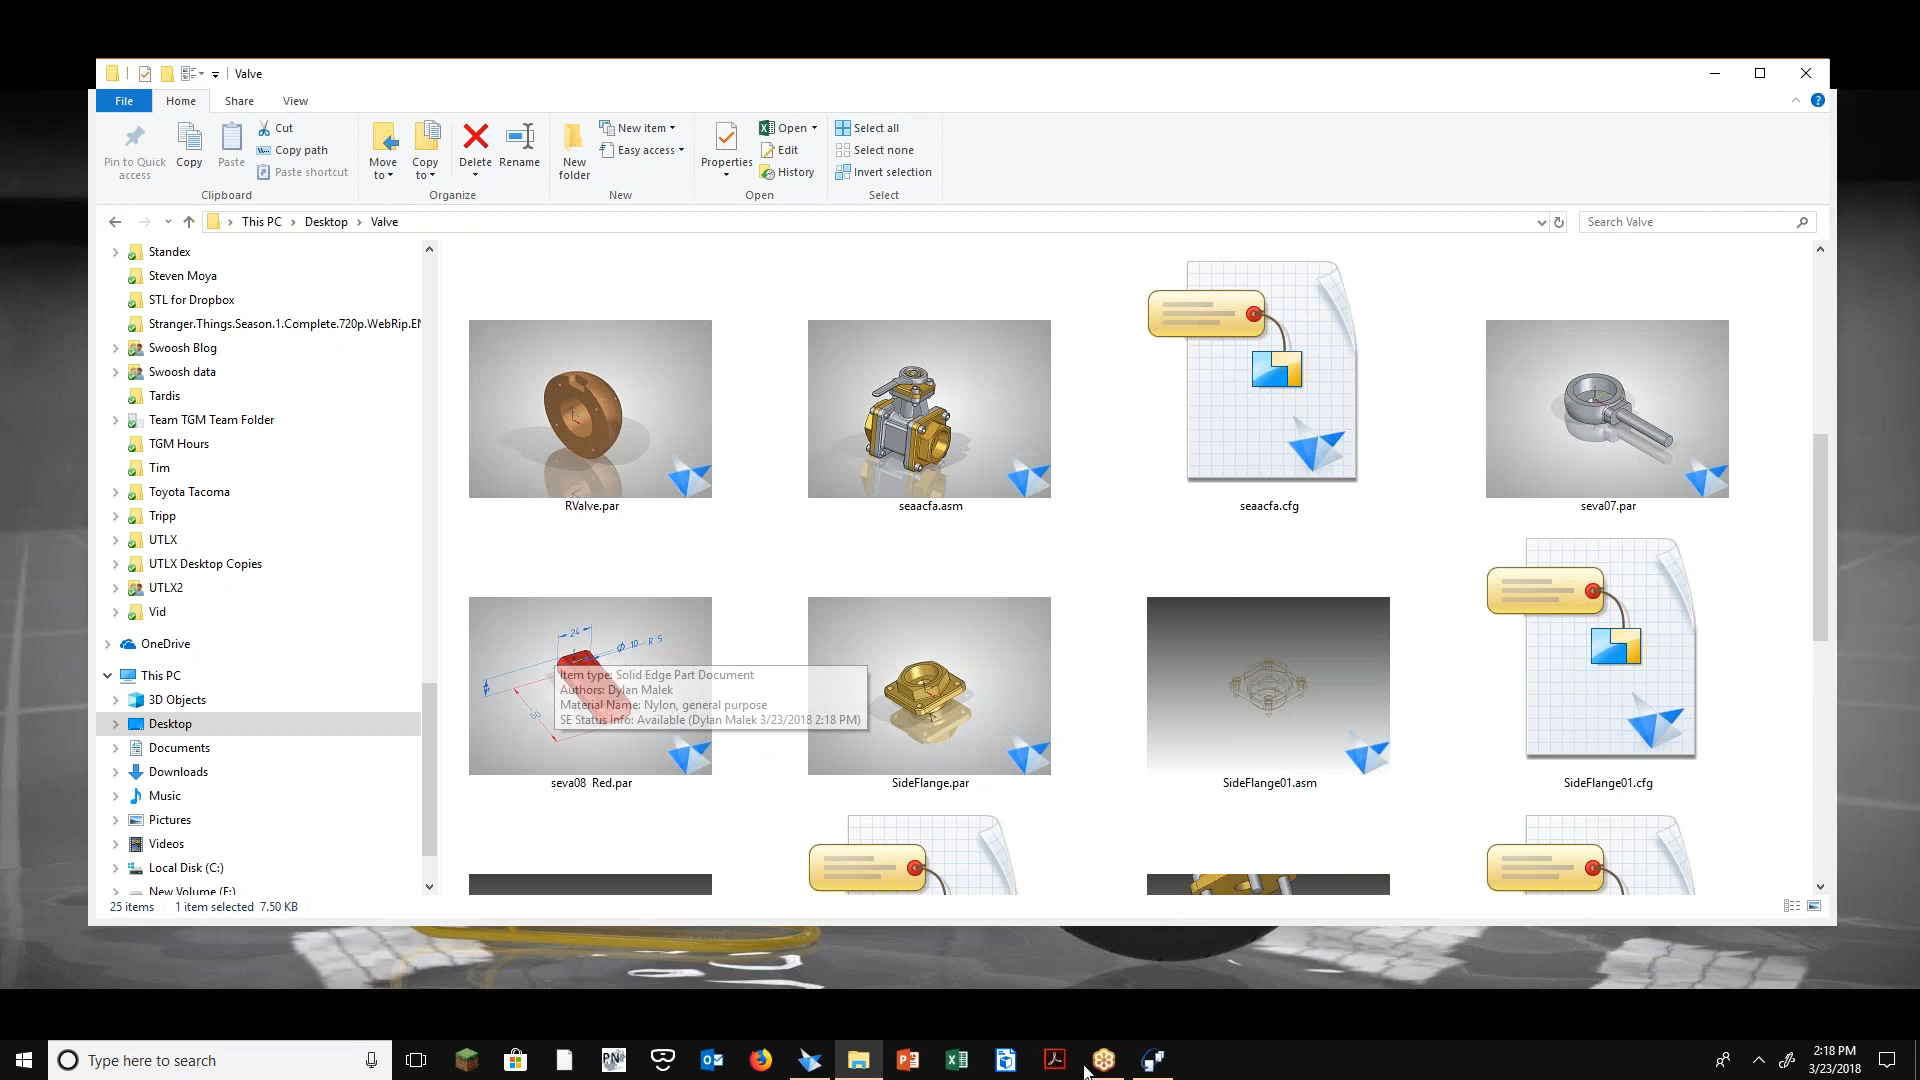 Valve
File
Home
Share
View
Pin to Quick
access
Copy
Paste
Cut
Copy path
Paste shortcut
Clipboard
Move
to
Copy
to
Delete
Rename
Organize
New
folder
New item
Easy access
New
Properties
Open
Edit
History
Open
Select all
Select none
Invert selection
Select
This PC
Desktop
Valve
Search Valve
Standex
Steven Moya
STL for Dropbox
Stranger.Things.Season.1.Complete.720p.WebRip.EN
Swoosh Blog
Swoosh data
Tardis
Team TGM Team Folder
TGM Hours
Tim
Toyota Tacoma
Tripp
UTLX
UTLX Desktop Copies
UTLX2
Vid
OneDrive
This PC
3D Objects
Desktop
Documents
Downloads
Music
Pictures
Videos
Local Disk (C:)
New Volume (F:)
RValve.par
seaacfa.asm
seaacfa.cfg
seva07.par
24
Φ 10 R 5
Item type: Solid Edge Part Document
Authors: Dylan Malek
Material Name: Nylon, general purpose
SE Status Info: Available (Dylan Malek 3/23/2018 2:18 PM)
seva08 Red.par
SideFlange.par
SideFlange01.asm
SideFlange01.cfg
25 items
1 item selected 7.50 KB
Type here to search
PN
2:18 PM
3/23/2018